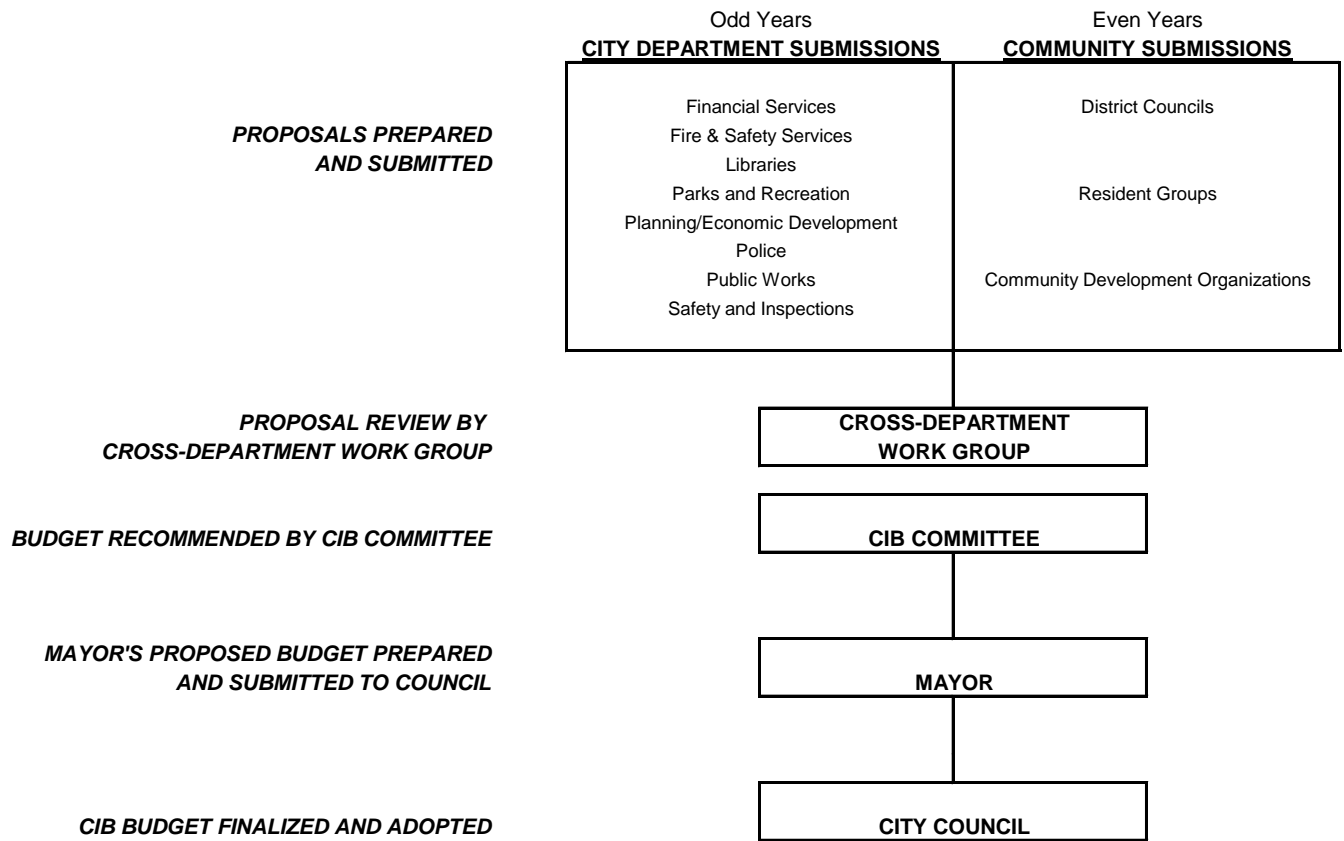 Odd Years
Even Years
CITY DEPARTMENT SUBMISSIONS
COMMUNITY SUBMISSIONS
PROPOSALS PREPARED
AND SUBMITTED
Financial Services
Fire & Safety Services
Libraries
Parks and Recreation
Planning/Economic Development
Police
Public Works
Safety and Inspections
District Councils
Resident Groups
Community Development Organizations
PROPOSAL REVIEW BY
CROSS-DEPARTMENT WORK GROUP
CROSS-DEPARTMENT
WORK GROUP
BUDGET RECOMMENDED BY CIB COMMITTEE
CIB COMMITTEE
MAYOR'S PROPOSED BUDGET PREPARED
AND SUBMITTED TO COUNCIL
MAYOR
CIB BUDGET FINALIZED AND ADOPTED
CITY COUNCIL